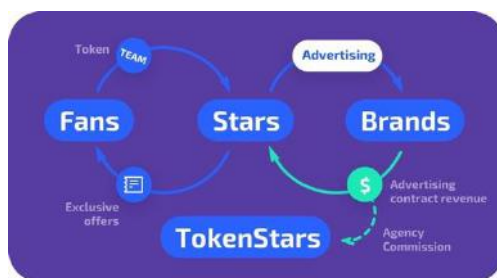 Token
TEAM
Advertising
Fans
Stars
Brands
Exclusive
offers
$
Advertising
contract revenue
TokenStars
Agency
Commission